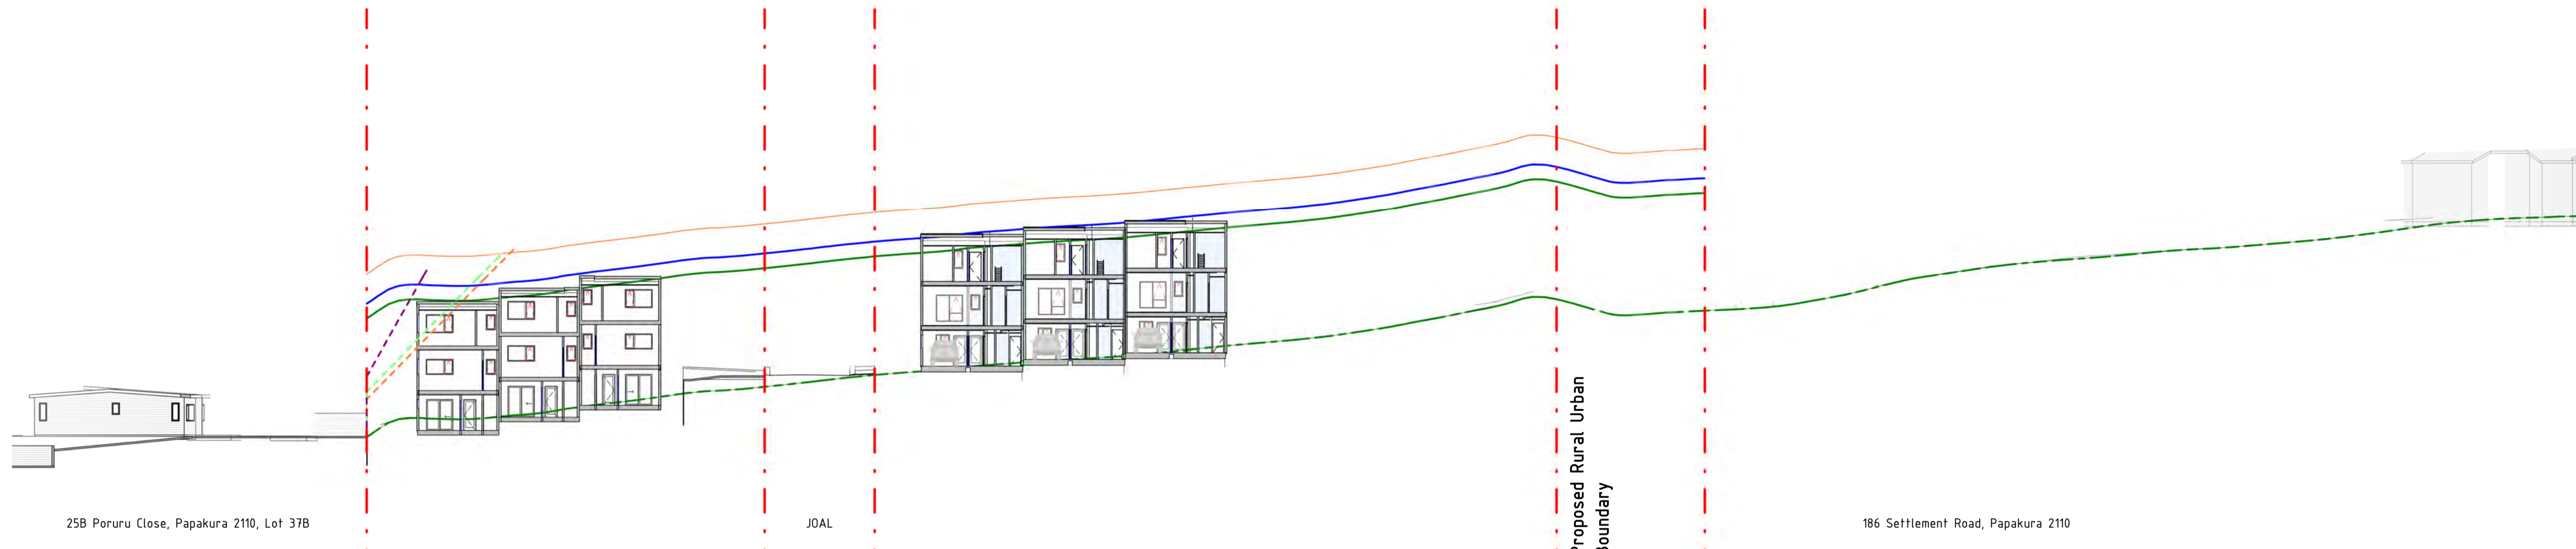 25B Poruru Close, Papakura 2110, Lot 37B
JOAL
Proposed Rural Urban
Boundary
186 Settlement Road, Papakura 2110